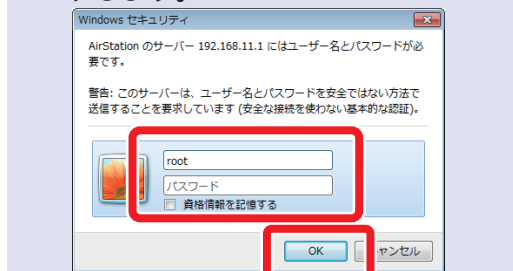 Windows セキュリティ
AirStation のサーバー 192.168.11.1 にはユーザー名とパスワードが必
要です。
警告: このサーバーは、ユーザー名とパスワードを安全ではない方法で
送信することを要求しています (安全な接続を使わない基本的な認証)。
root
パスワード
資格情報を記憶する
OK
ャンセル